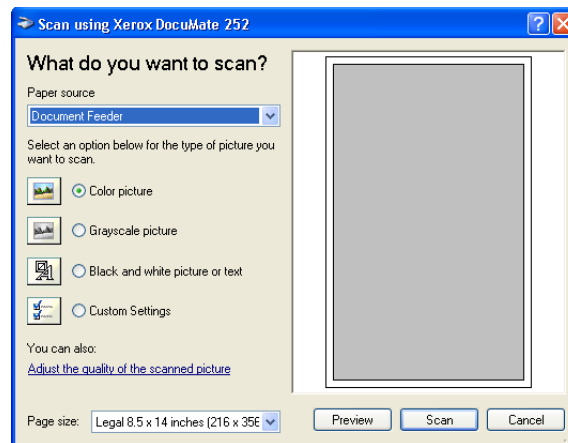 Scan using Xerox DocuMate 252
What do you want to scan?
Paper source
Document Feeder
Select an option below for the type of picture you
want to scan.
Color picture
Grayscale picture
Black and white picture or text
Custom Settings
You can also:
Adjust the quality of the scanned picture
Page size: Legal 8.5 x 14 inches (216 x 356
Preview Scan Cancel